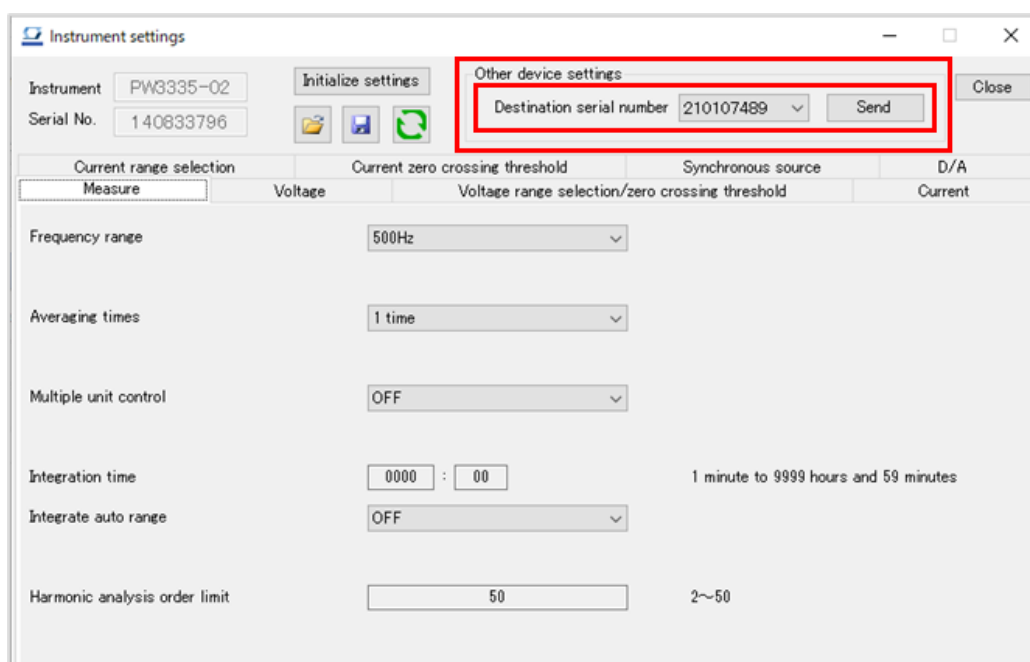 Instrument settings
Instrument PW3335-02 Initialize settings Other device settings Close
Serial No. 140833796 Destination serial number 210107489 Send
Current range selection Current zero crossing threshold Synchronous source D/A
Measure Voltage Voltage range selection/zero crossing threshold Current
Frequency range 500Hz
Averaging times 1 time
Multiple unit control OFF
Integration time 0000 : 00 1 minute to 9999 hours and 59 minutes
Integrate auto range OFF
Harmonic analysis order limit 50 2～50